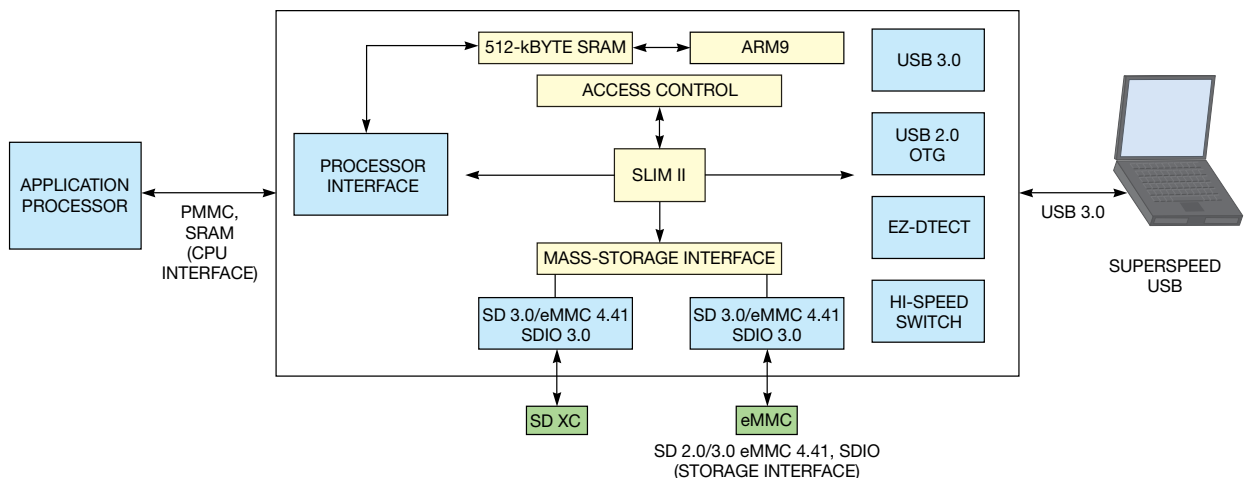 512-kBYTE SRAM
ARM9
USB 3.0
ACCESS CONTROL
APPLICATION
PROCESSOR
PMMC,
SRAM
(CPU
INTERFACE)
PROCESSOR
INTERFACE
SLIM II
USB 2.0
OTG
EZ-DTECT
HI-SPEED
SWITCH
MASS-STORAGE INTERFACE
SD 3.0/eMMC 4.41
SDIO 3.0
SD 3.0/eMMC 4.41
SDIO 3.0
SD XC
eMMC
SD 2.0/3.0 eMMC 4.41, SDIO
(STORAGE INTERFACE)
USB 3.0
SUPERSPEED
USB